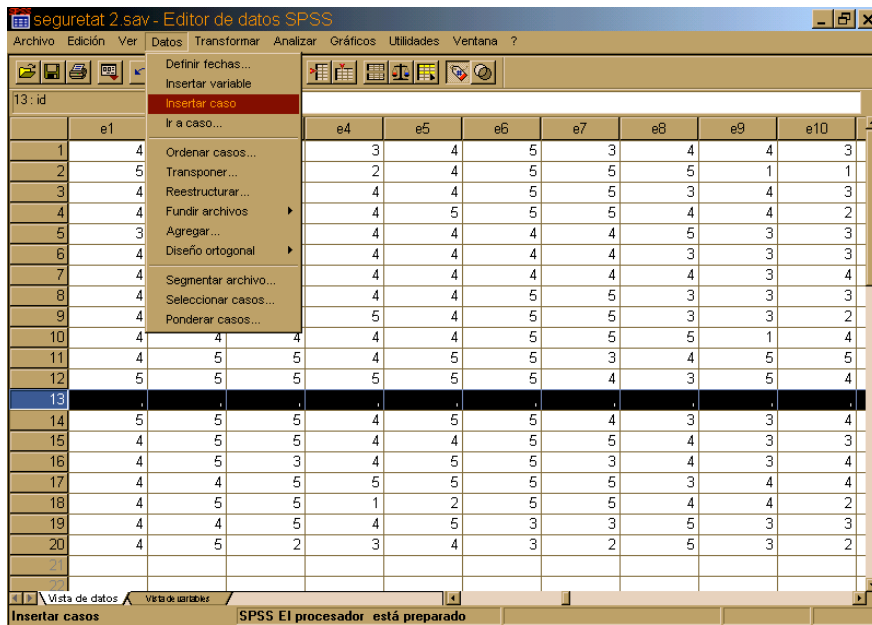 SPSS seguretat 2.sav - Editor de datos SPSS
Archivo Edición Ver Datos Transformar Analizar Gráficos Utilidades Ventana ?
Definir fechas...
Insertar variable
13 : id
Insertar caso
Ir a caso...
Ordenar casos...
Transponer...
Reestructurar...
Fundir archivos
Agregar...
Diseño ortogonal
Segmentar archivo...
Seleccionar casos...
Ponderar casos...
e1 e4 e5 e6 e7 e8 e9 e10
1 4 3 4 5 3 4 4 3
2 5 2 4 5 5 5 1 1
3 4 4 4 5 5 3 4 3
4 4 4 5 5 5 4 4 2
5 3 4 4 4 4 5 3 3
6 4 4 4 4 4 3 3 3
7 4 4 4 4 4 4 3 4
8 4 4 4 5 5 3 3 3
9 4 5 4 5 5 3 3 2
10 4 4 4 4 4 5 5 5 1 4
11 4 5 5 4 5 5 3 4 5 5
12 5 5 5 5 5 5 4 3 5 4
13 , , , , , , , , , ,
14 5 5 5 4 5 5 4 3 3 4
15 4 5 5 4 4 5 5 4 3 3
16 4 5 3 4 5 5 3 4 3 4
17 4 4 5 5 5 5 5 3 4 4
18 4 5 5 1 2 5 5 4 4 2
19 4 4 5 4 5 3 3 5 3 3
20 4 5 2 3 4 3 2 5 3 2
21
22
Vista de datos Vista de variables
Insertar casos SPSS El procesador está preparado